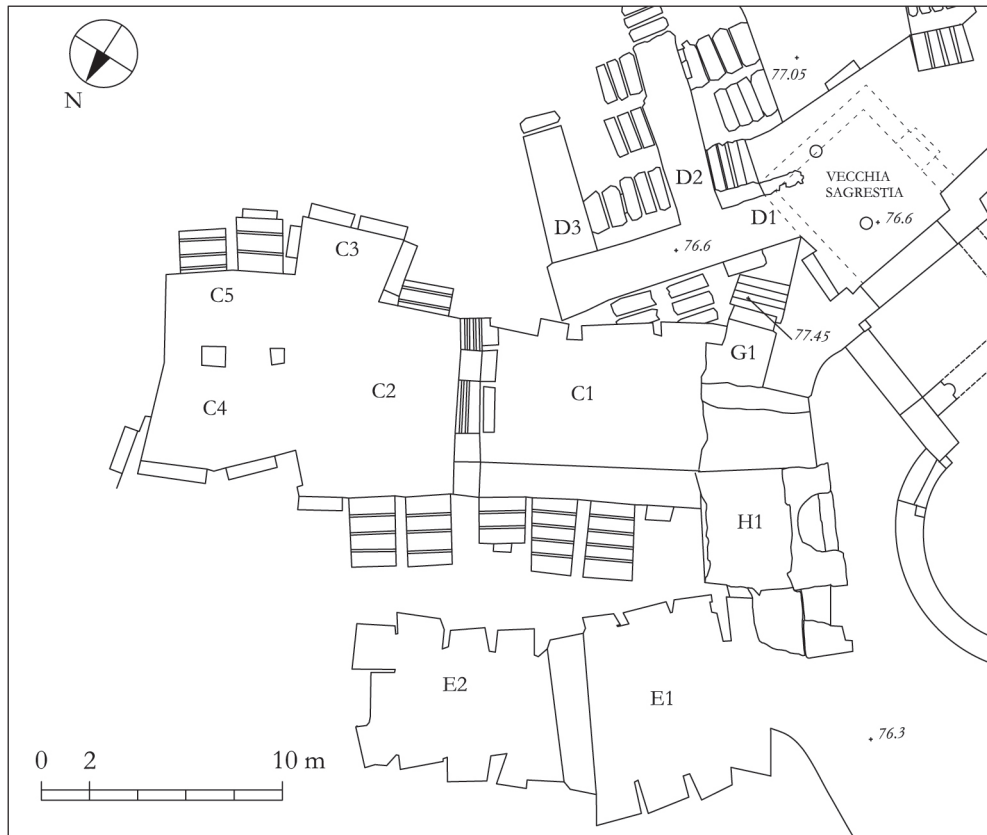 N
77.05
D2
VECCHIA
SAGRESTIA
D1
76.6
D3
76.6
C3
C5
77.45
G1
C4
C2
C1
H1
E2
E1
76.3
0 2 10 m